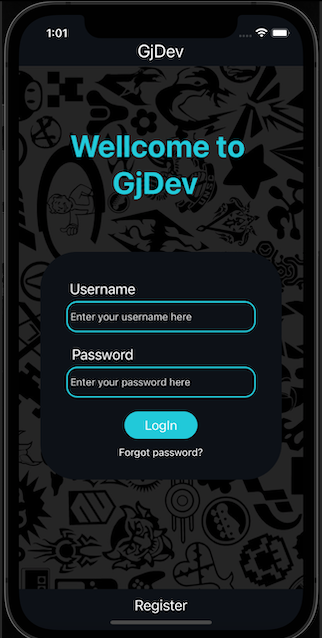 1:01
GjDev
Wellcome to
GjDev
Username
Enter your username here
Password
Enter your password here
LogIn
Forgot password?
Register